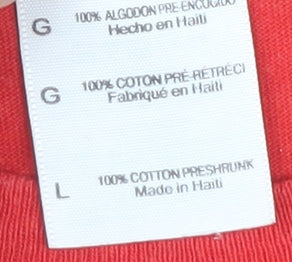 100% ALGODON PRE-ENCOGIDO
G Hecho en Haiti
100% COTON PRÉ-RÉTRÉCI
G Fabriqué en Haïti
100% COTTON PRESHRUNK
L Made in Haiti